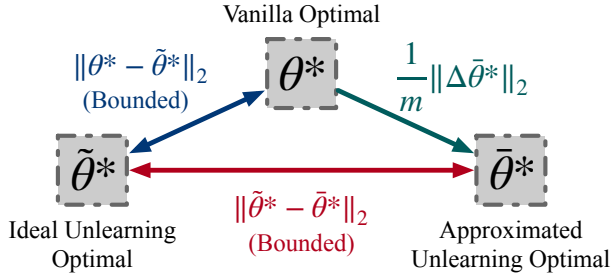 Vanilla Optimal
‖θ* − θ̃*‖₂
(Bounded)
θ*
1/m ‖Δθ̄*‖₂
θ̃*
θ̄*
‖θ̃* − θ̄*‖₂
(Bounded)
Ideal Unlearning
Optimal
Approximated
Unlearning Optimal